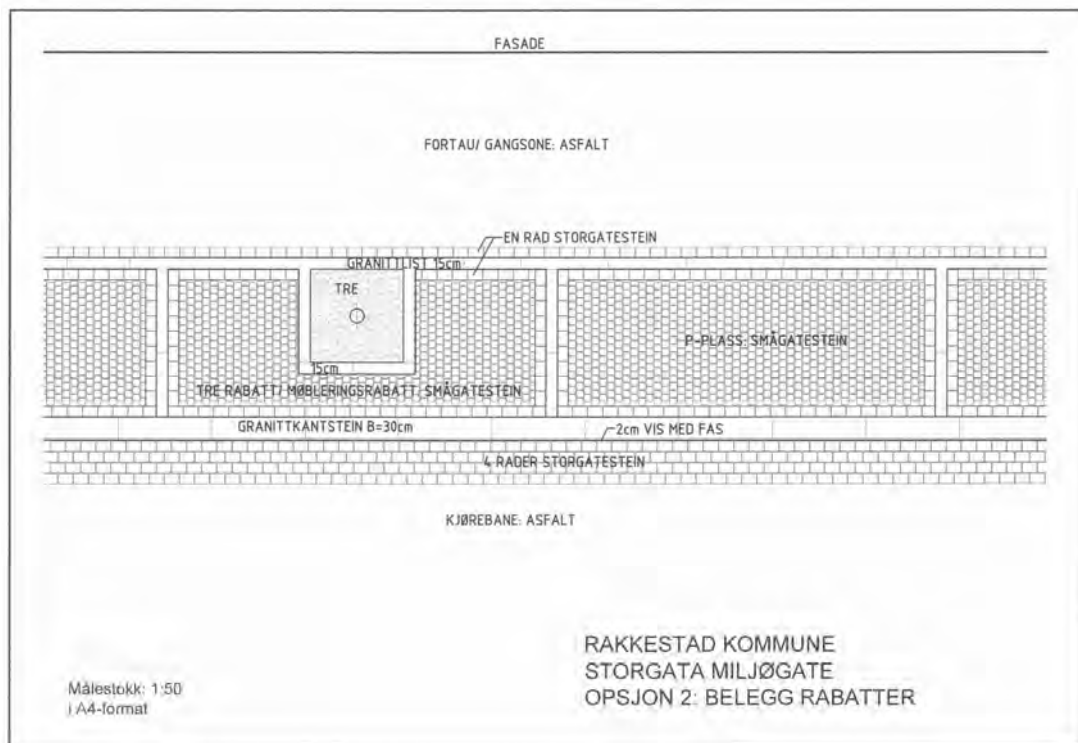 FASADE
FORTAU/ GANGSONE: ASFALT
EN RAD STORGATESTEIN
GRANITTLIST 15cm
TRE
P-PLASS: SMÅGATESTEIN
15cm
TRE RABATT/ MØBLERINGSRABATT: SMÅGATESTEIN
GRANITTKANTSTEIN B=30cm
2cm VIS MED FAS
4 RADER STORGATESTEIN
KJØREBANE: ASFALT
RAKKESTAD KOMMUNE
STORGATA MILJØGATE
OPSJON 2: BELEGG RABATTER
Målestokk: 1:50
i A4-format